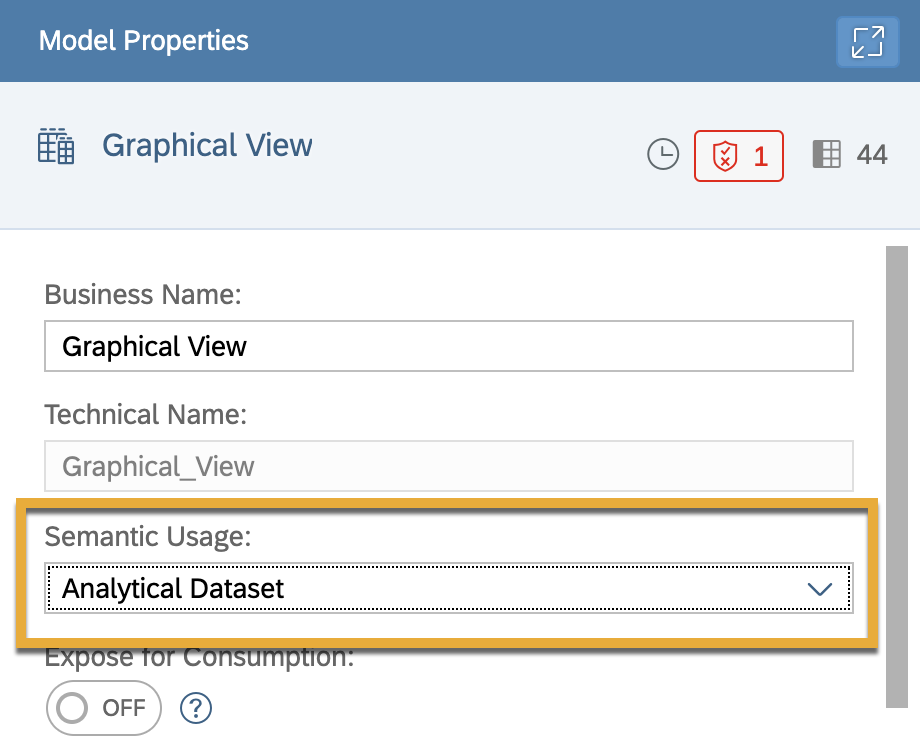 Model Properties
Graphical View
1
44
Business Name:
Graphical View
Technical Name:
Graphical_View
Semantic Usage:
Analytical Dataset
Expose for Consumption:
OFF
?